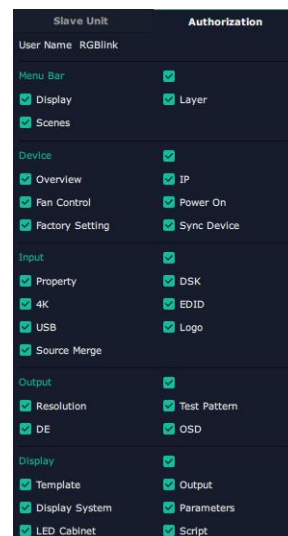 Slave Unit Authorization
User Name RGBlink
Menu Bar
Display Layer
Scenes
Device
Overview IP
Fan Control Power On
Factory Setting Sync Device
Input
Property DSK
4K EDID
USB Logo
Source Merge
Output
Resolution Test Pattern
DE OSD
Display
Template Output
Display System Parameters
LED Cabinet Script